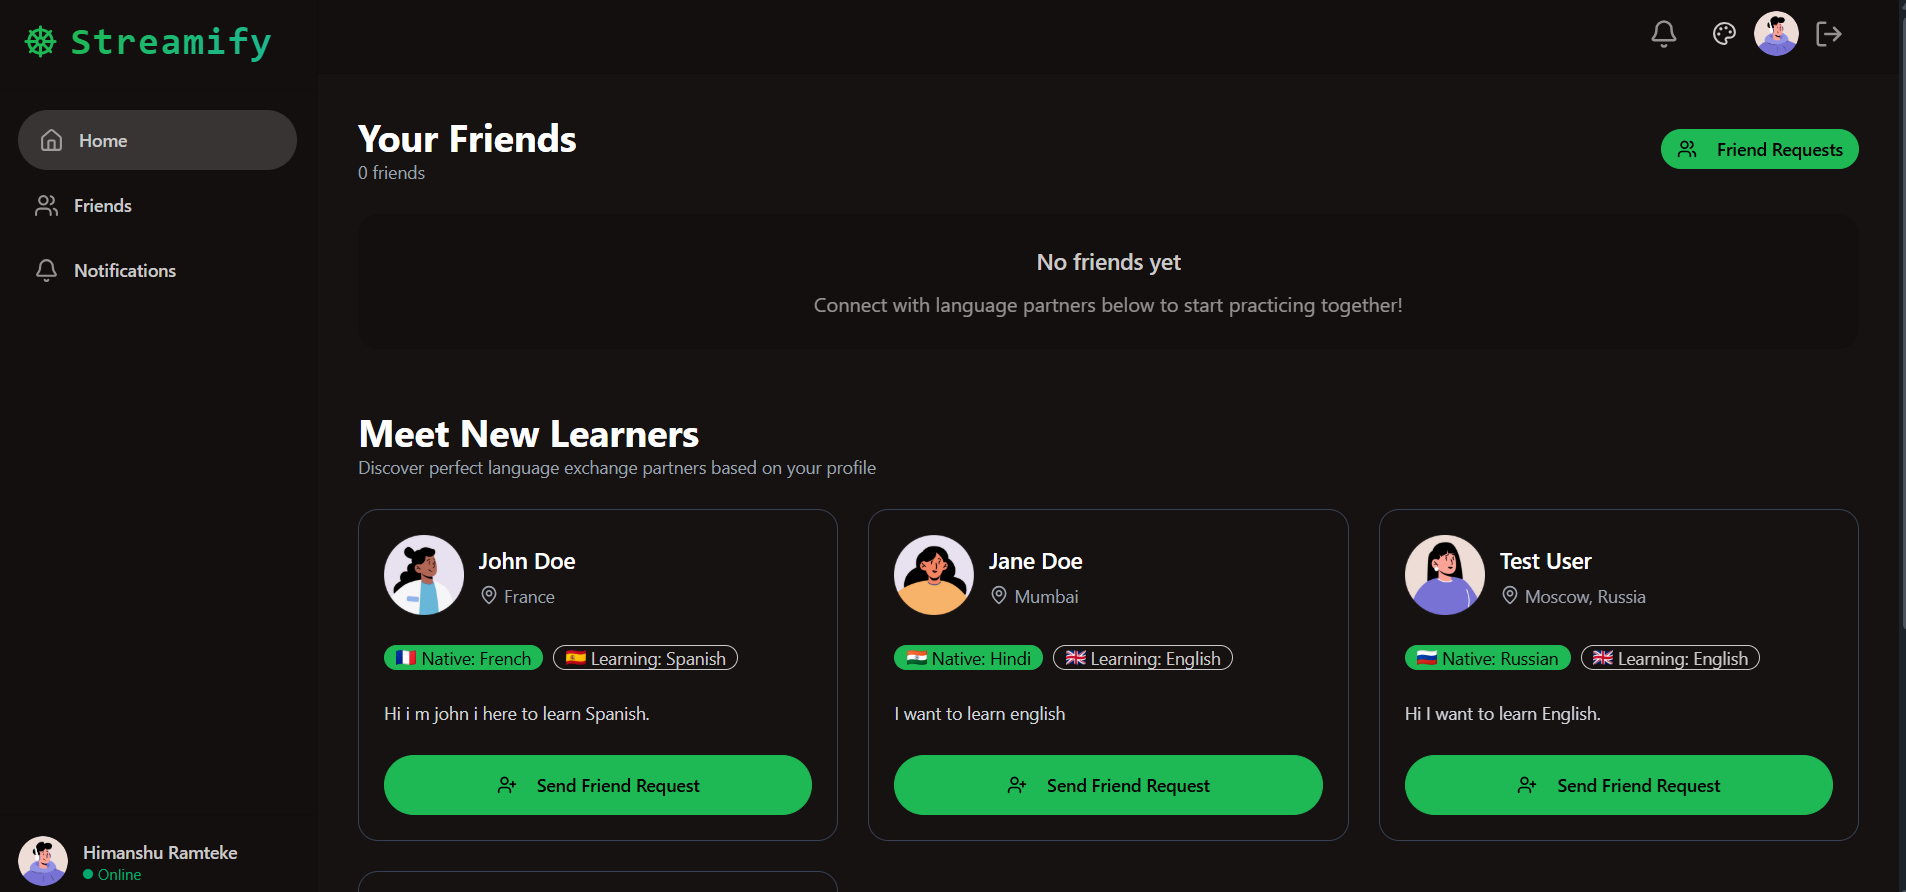 Streamify
Home
Friends
Notifications
Your Friends
0 friends
Friend Requests
No friends yet
Connect with language partners below to start practicing together!
Meet New Learners
Discover perfect language exchange partners based on your profile
John Doe
France
Native: French
Learning: Spanish
Hi i m john i here to learn Spanish.
Send Friend Request
Jane Doe
Mumbai
Native: Hindi
Learning: English
I want to learn english
Send Friend Request
Test User
Moscow, Russia
Native: Russian
Learning: English
Hi I want to learn English.
Send Friend Request
Himanshu Ramteke
Online